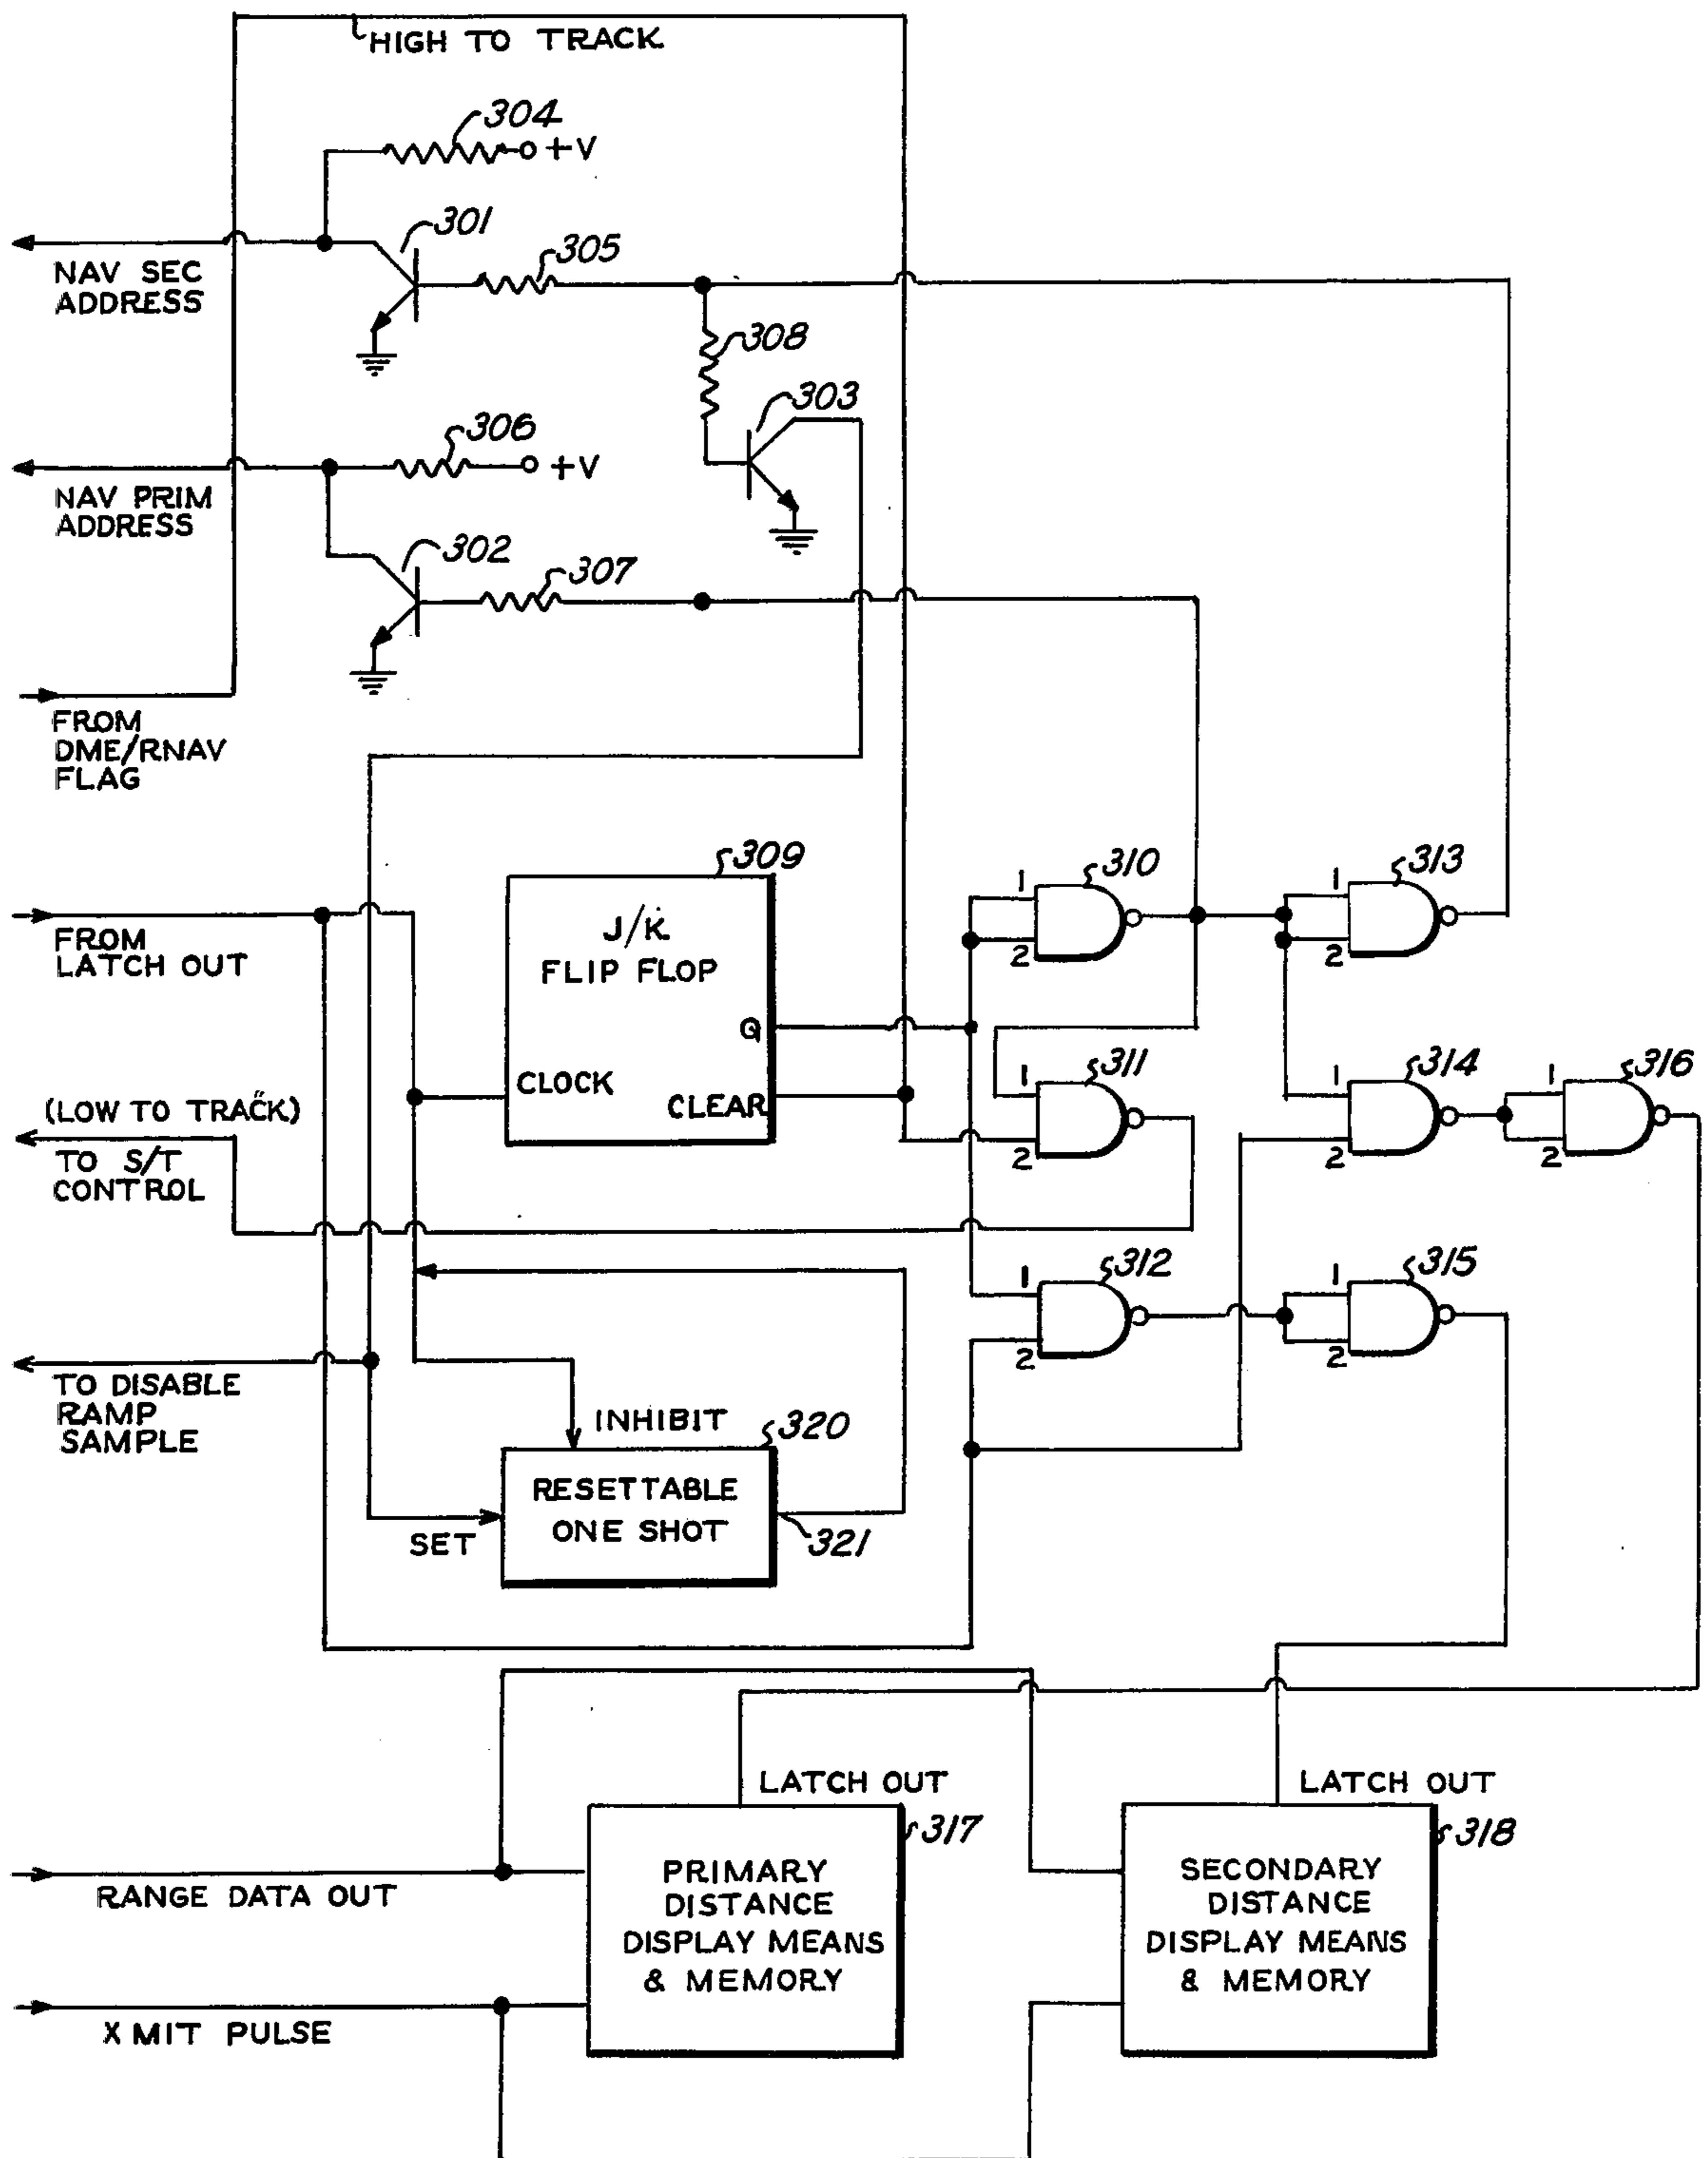 HIGH TO TRACK
304
+V
301
305
NAV SEC
ADDRESS
308
303
306
+V
NAV PRIM
ADDRESS
302
307
FROM
DME/RNAV
FLAG
309
310
313
1
1
J/K
FLIP FLOP
FROM
LATCH OUT
2
2
Q
311
314
316
CLOCK
1
1
1
CLEAR
(LOW TO TRACK)
TO S/T
CONTROL
2
2
2
312
315
1
1
2
2
TO DISABLE
RAMP
SAMPLE
INHIBIT
320
RESETTABLE
ONE SHOT
SET
321
LATCH OUT
LATCH OUT
317
318
PRIMARY
DISTANCE
DISPLAY MEANS
& MEMORY
SECONDARY
DISTANCE
DISPLAY MEANS
& MEMORY
RANGE DATA OUT
X MIT PULSE